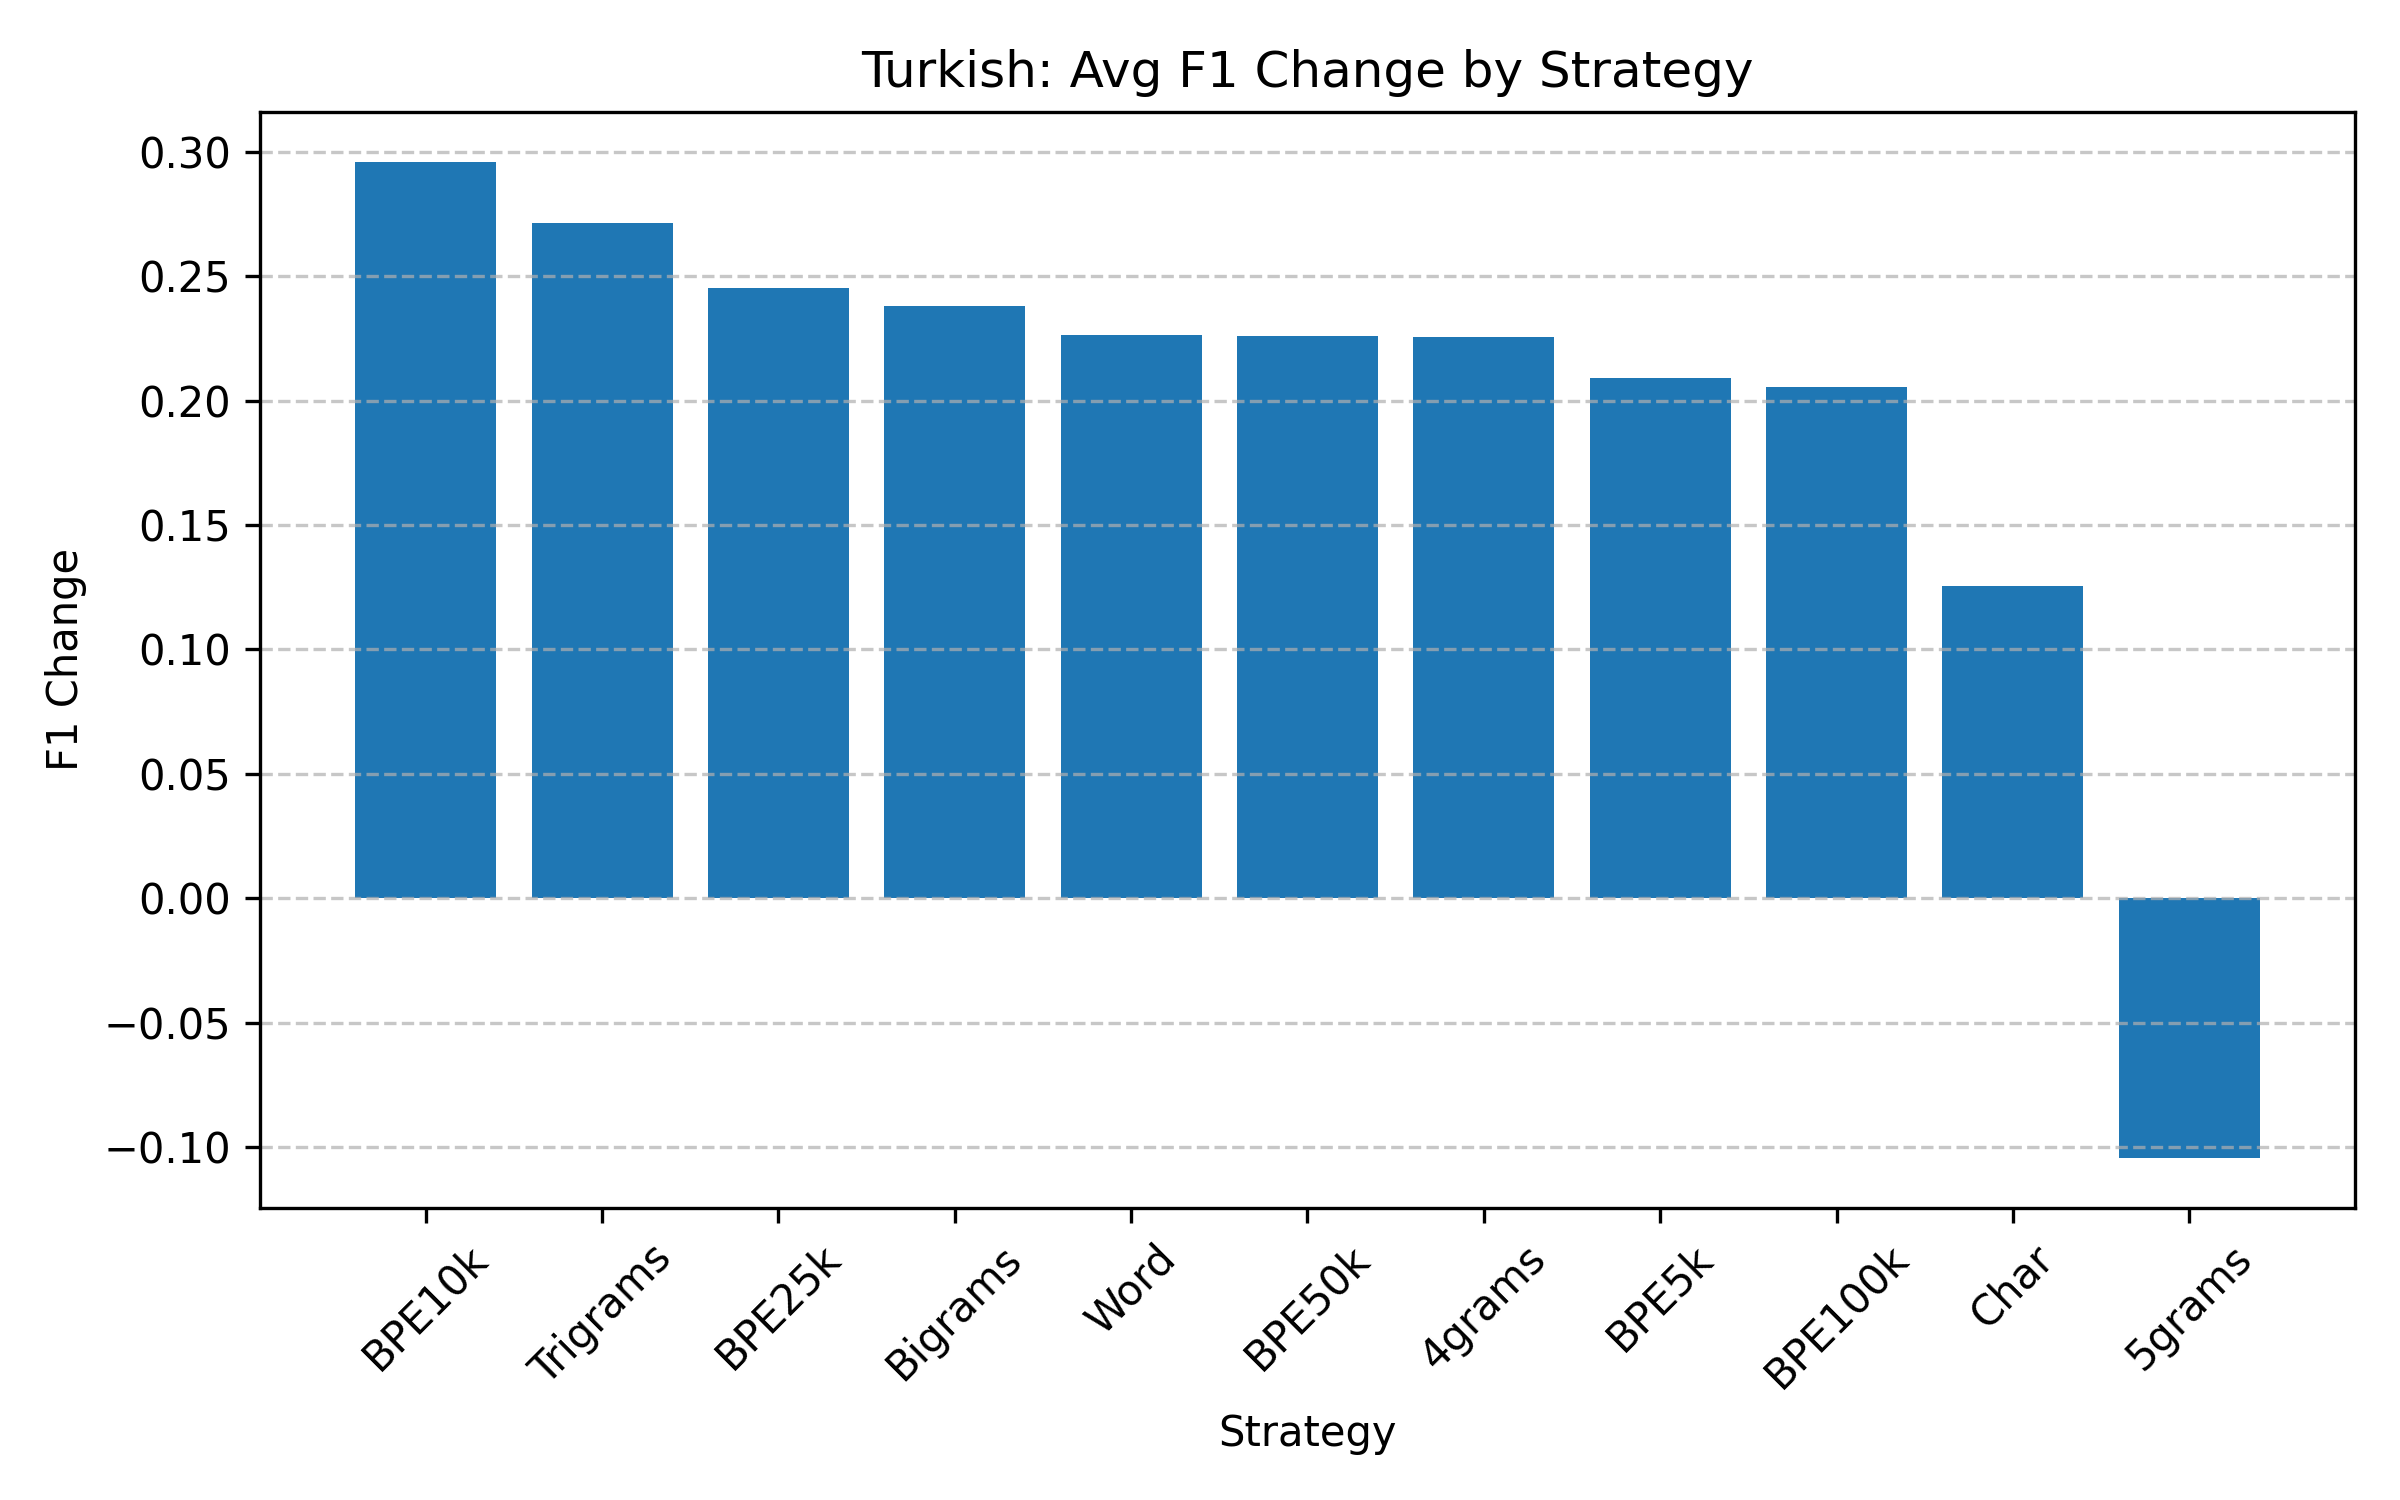 Turkish: Avg F1 Change by Strategy
0.30
0.25
0.20
0.15
0.10
0.05
0.00
−0.05
−0.10
F1 Change
BPE10k
Trigrams
BPE25k
Bigrams
Word
BPE50k
4grams
BPE5k
BPE100k
Char
5grams
Strategy